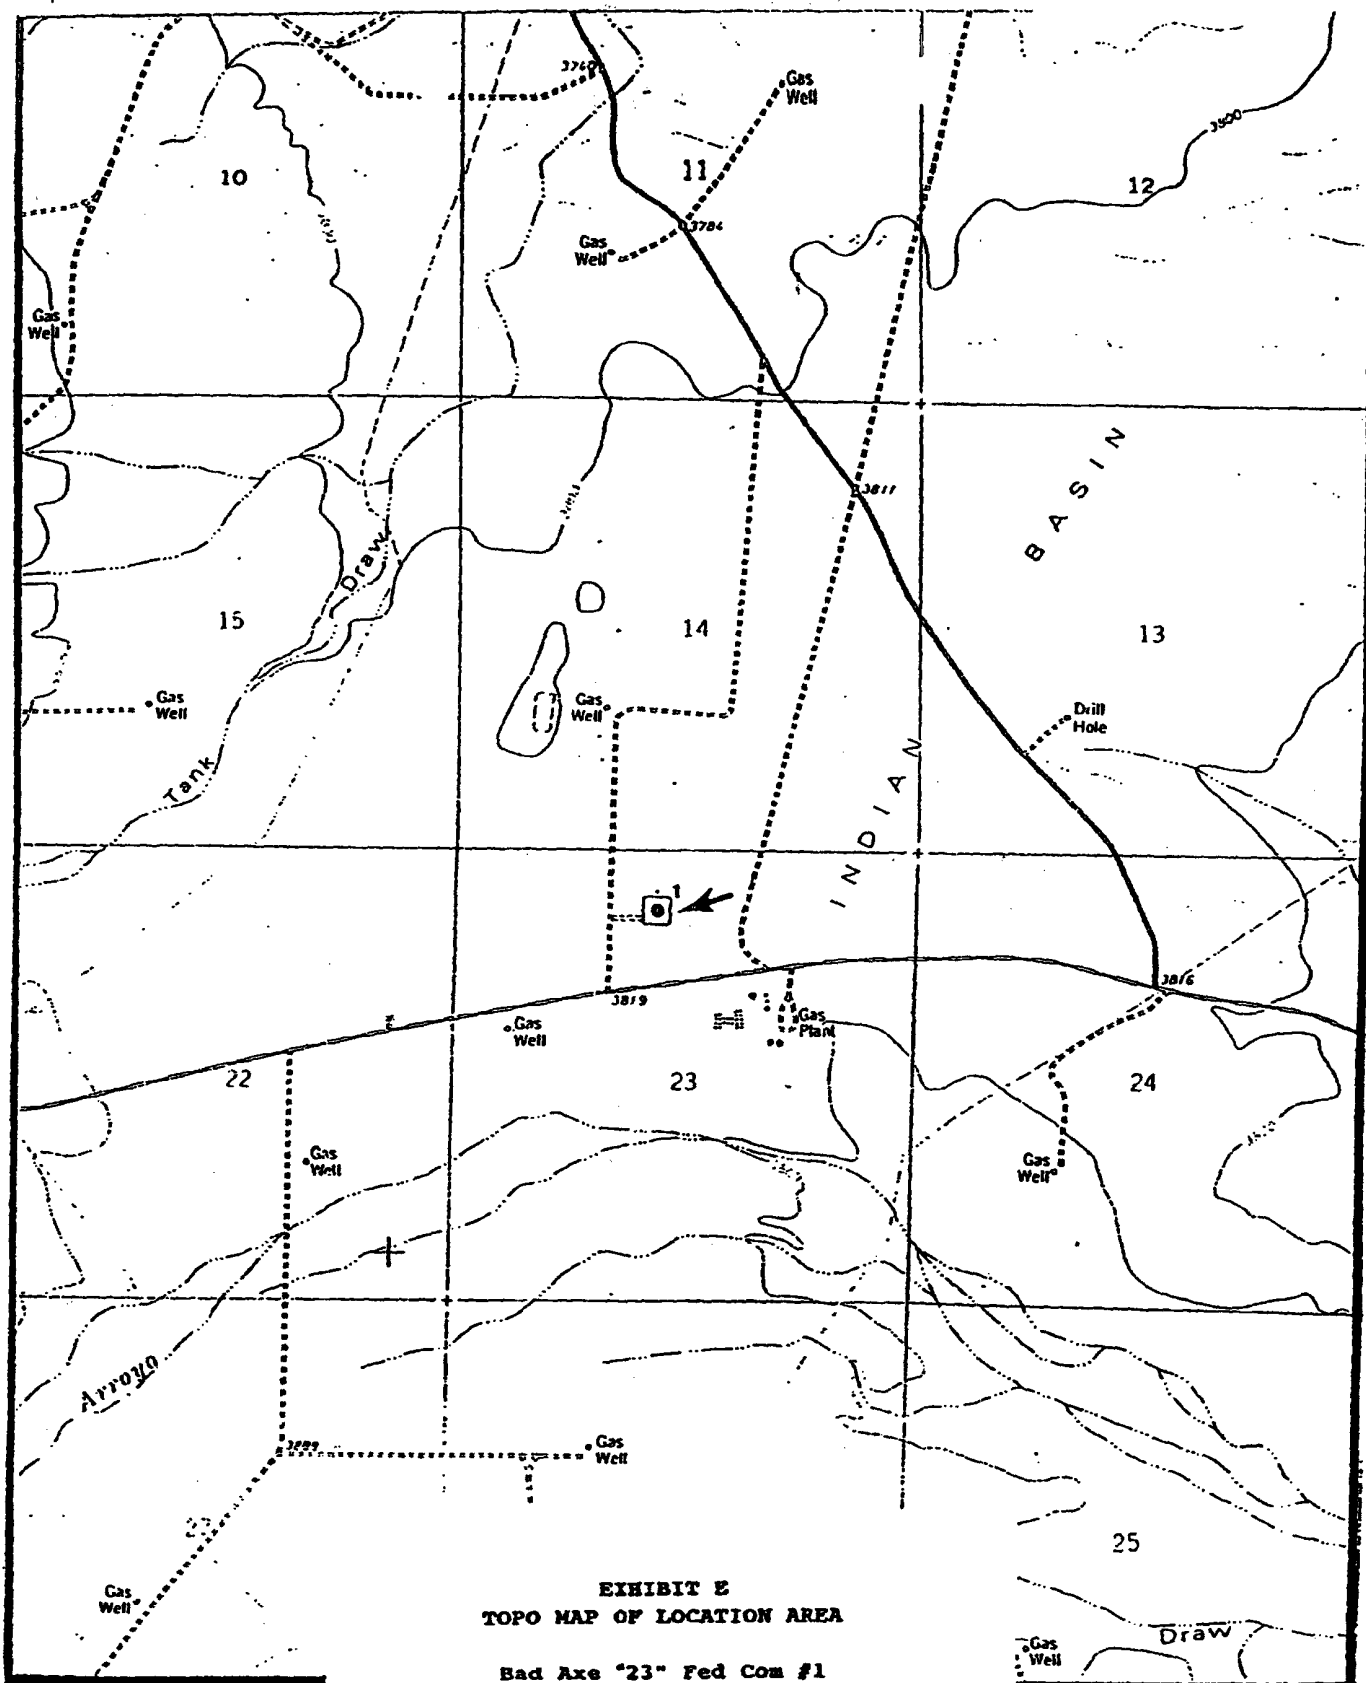 3740
Gas
Well
3900
11
10
12
3784
Gas
Well
Gas
Well
BASIN
3811
Draw
15
14
13
Gas
Well
Gas
Well
Drill
Hole
Tank
INDIAN
1
3816
3819
Gas
Well
Gas
Plant
22
23
24
Gas
Well
Gas
Well
Arroyo
Gas
Well
25
Gas
Well
EXHIBIT E
TOPO MAP OF LOCATION AREA
Draw
Gas
Well
Bad Axe "23" Fed Com #1